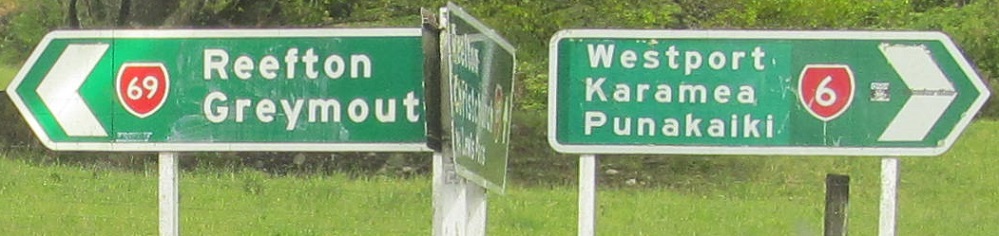 69
Reefton
Greymout
Westport
Karamea
Punakaiki
6